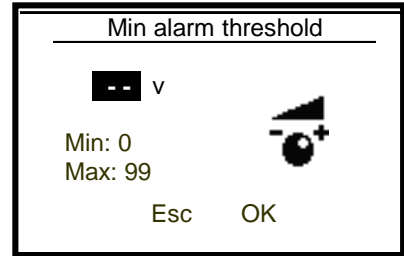 Min alarm threshold
-- v
Min: 0
Max: 99
Esc OK